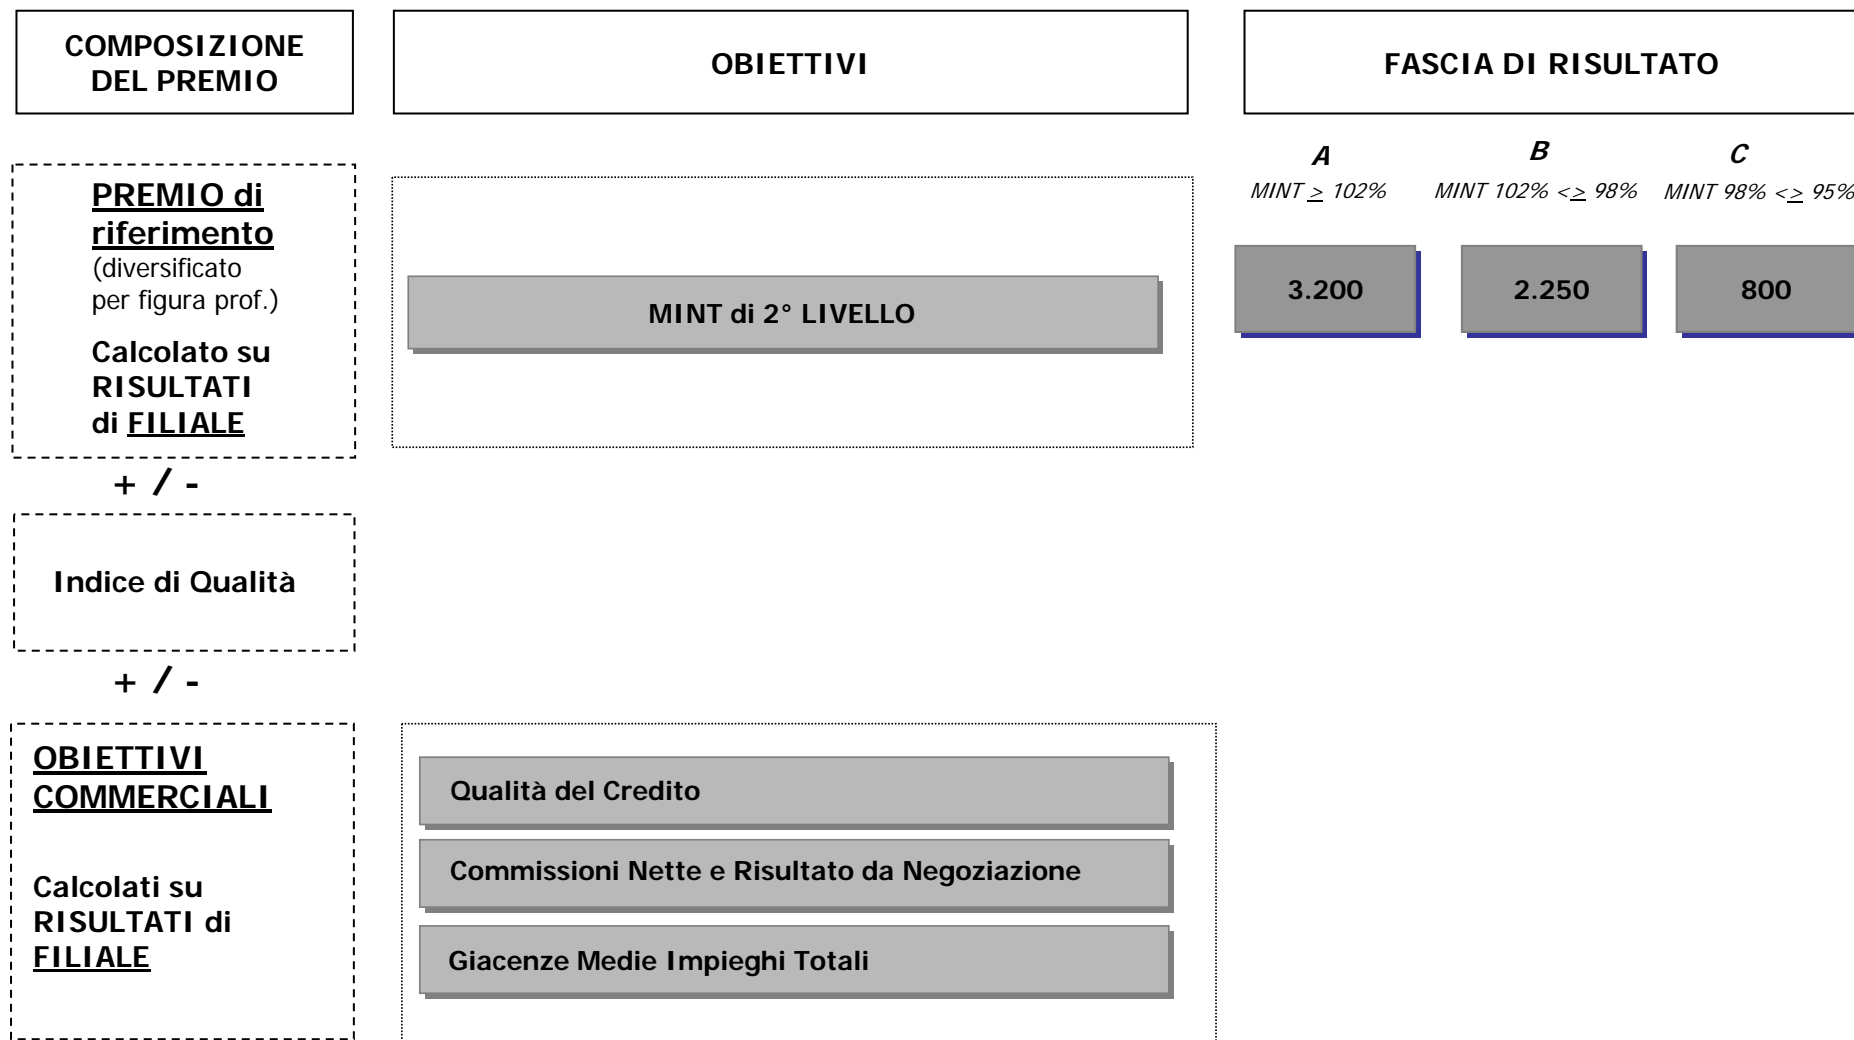 COMPOSIZIONE
DEL PREMIO
OBIETTIVI
FASCIA DI RISULTATO
A
B
C
MINT ≥ 102%
MINT 102% <≥ 98%
MINT 98% <≥ 95%
PREMIO di
riferimento
(diversificato
per figura prof.)
Calcolato su
RISULTATI
di FILIALE
MINT di 2° LIVELLO
3.200
2.250
800
+ / -
Indice di Qualità
+ / -
OBIETTIVI
COMMERCIALI
Calcolati su
RISULTATI di
FILIALE
Qualità del Credito
Commissioni Nette e Risultato da Negoziazione
Giacenze Medie Impieghi Totali